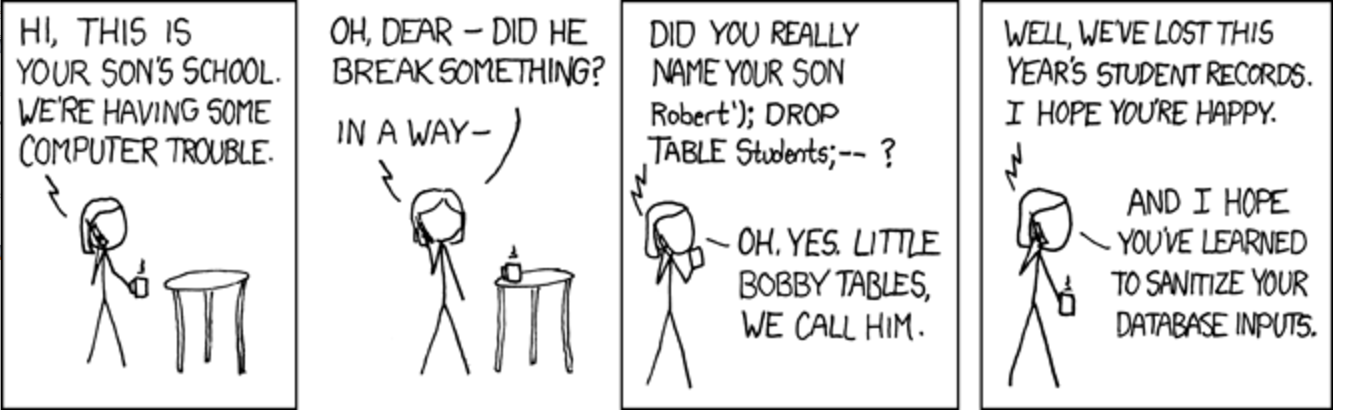 HI, THIS IS
YOUR SON'S SCHOOL.
WE'RE HAVING SOME
COMPUTER TROUBLE.
OH, DEAR – DID HE
BREAK SOMETHING?
IN A WAY–
DID YOU REALLY
NAME YOUR SON
Robert'); DROP
TABLE Students;-- ?
OH. YES. LITTLE
BOBBY TABLES,
WE CALL HIM.
WELL, WE'VE LOST THIS
YEAR'S STUDENT RECORDS.
I HOPE YOU'RE HAPPY.
AND I HOPE
YOU'VE LEARNED
TO SANITIZE YOUR
DATABASE INPUTS.